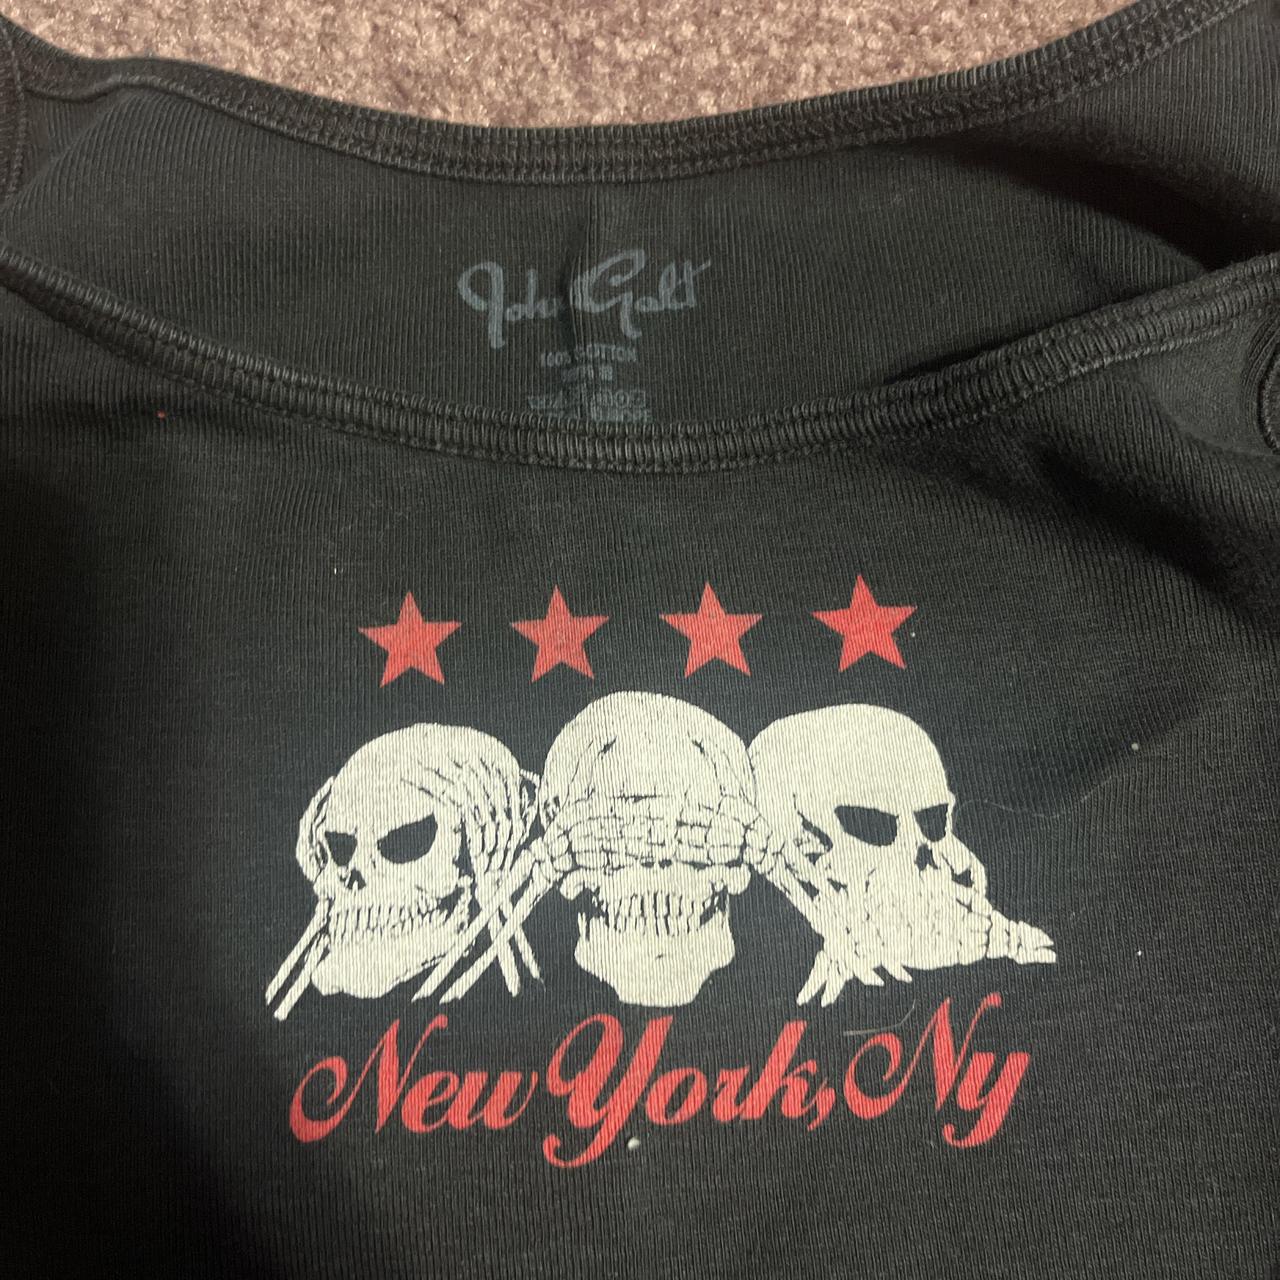 John Galt
100% COTTON
New York, Ny